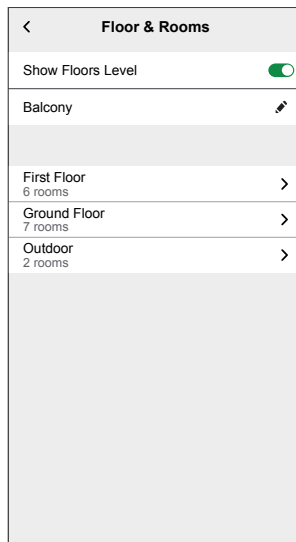 Floor & Rooms
Show Floors Level
Balcony
First Floor
6 rooms
Ground Floor
7 rooms
Outdoor
2 rooms